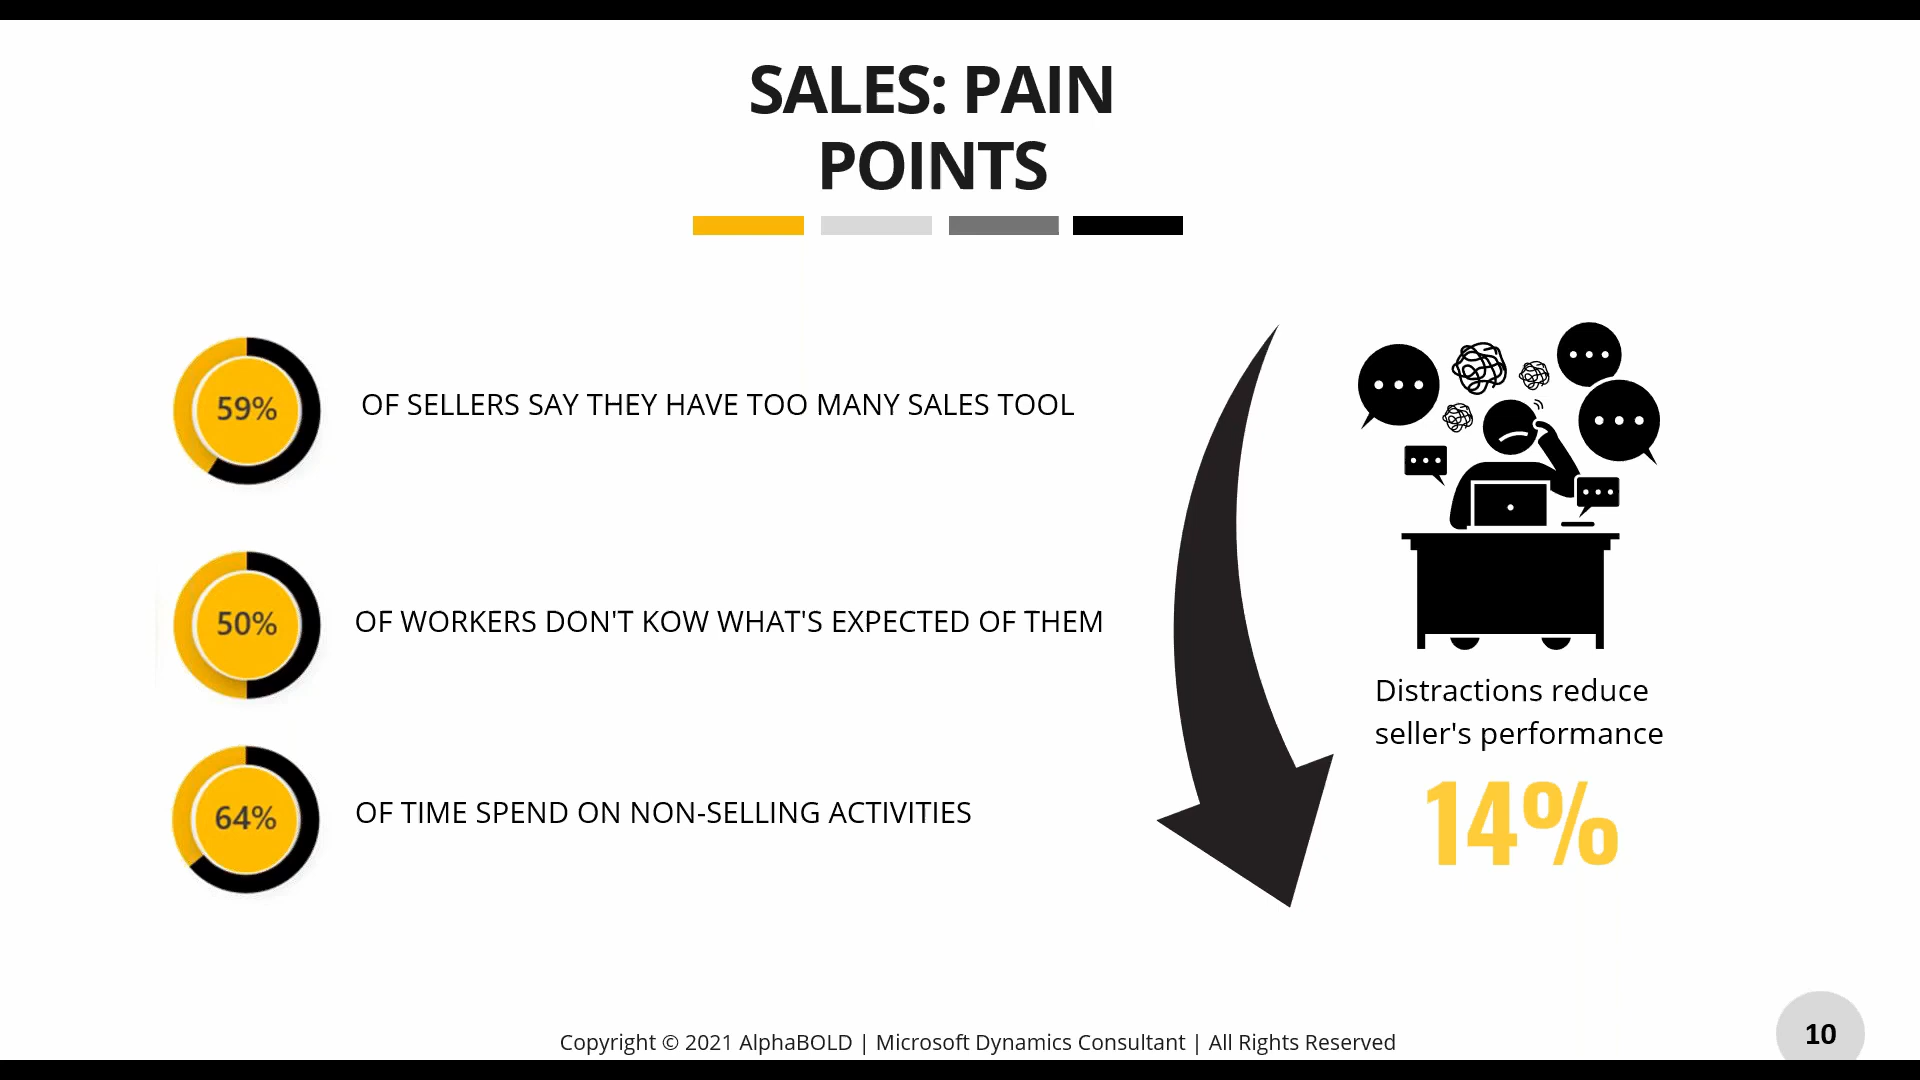 SALES: PAIN
POINTS
59%
OF SELLERS SAY THEY HAVE TOO MANY SALES TOOL
50%
OF WORKERS DON'T KOW WHAT'S EXPECTED OF THEM
64%
OF TIME SPEND ON NON-SELLING ACTIVITIES
Distractions reduce
seller's performance
14%
Copyright © 2021 AlphaBOLD | Microsoft Dynamics Consultant | All Rights Reserved
10